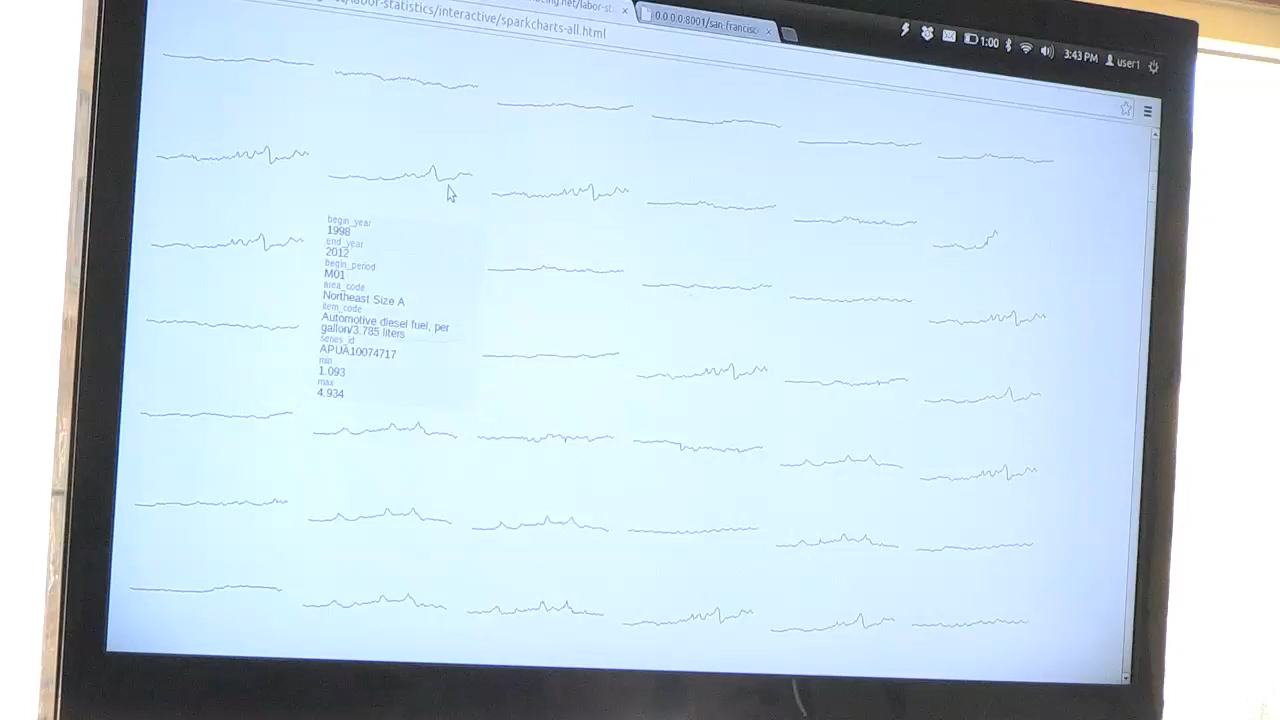 0.0.0.0:8001/san-francisc
1:00
3:43 PM
user1
labor-statistics/interactive/sparkcharts-all.html
begin_year
1998
end_year
2012
begin_period
M01
area_code
Northeast Size A
item_code
Automotive diesel fuel, per
gallon/3.785 liters
series_id
APUA10074717
min
1.093
max
4.934